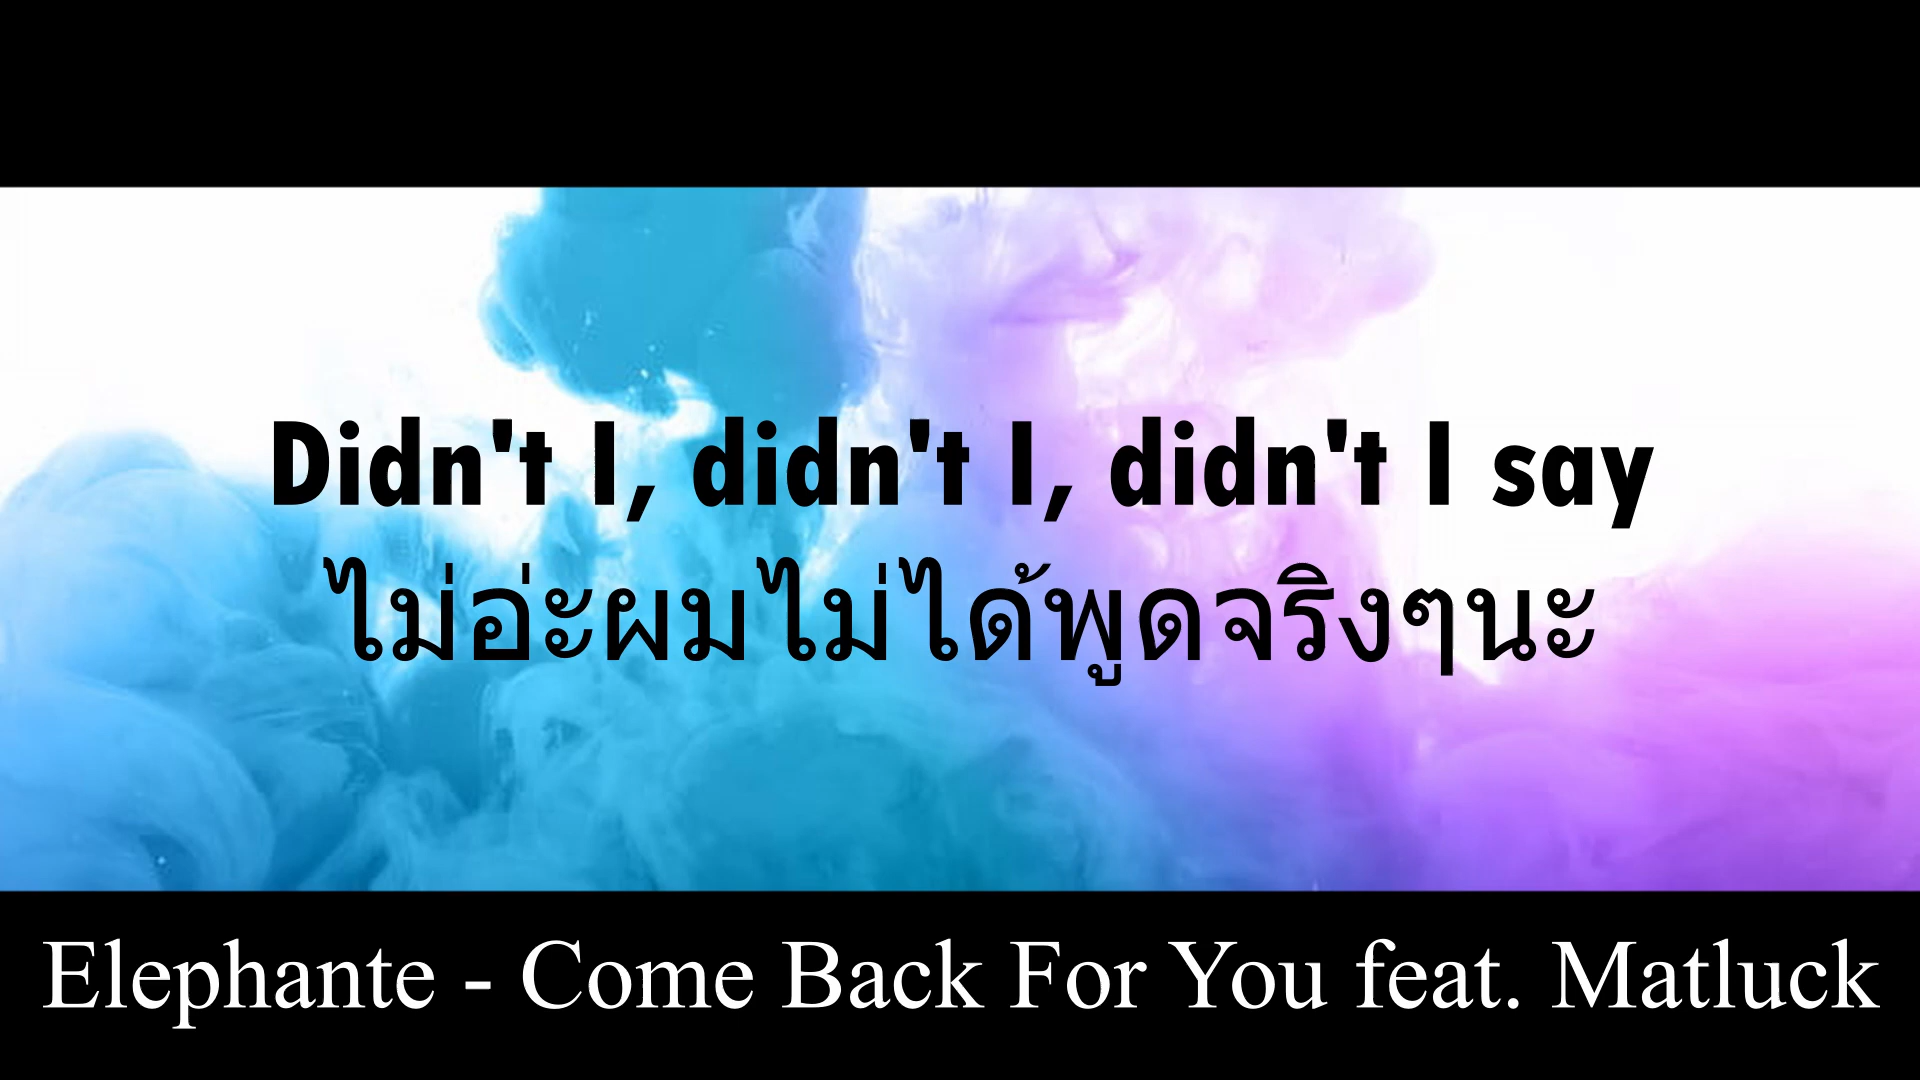 Didn't I, didn't I, didn't I say
ไม่อ่ะผมไม่ได้พูดจริงๆนะ
Elephante - Come Back For You feat. Matluck